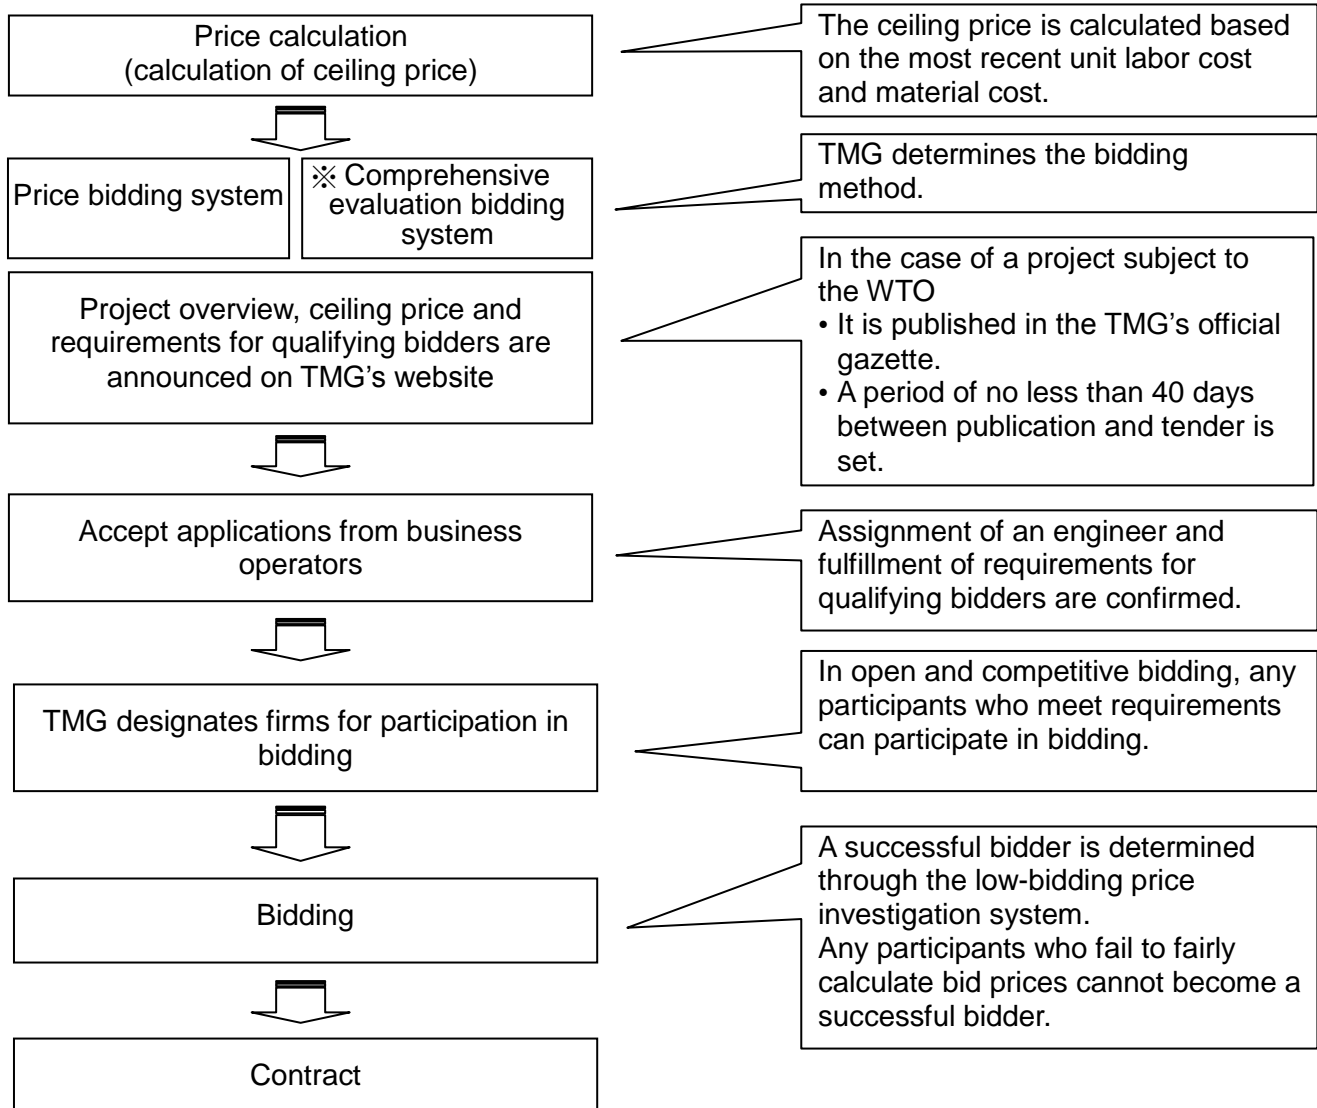 Price calculation
(calculation of ceiling price)
The ceiling price is calculated based
on the most recent unit labor cost
and material cost.
Price bidding system
※ Comprehensive
evaluation bidding
system
TMG determines the bidding
method.
Project overview, ceiling price and
requirements for qualifying bidders are
announced on TMG’s website
In the case of a project subject to
the WTO
• It is published in the TMG’s official
gazette.
• A period of no less than 40 days
between publication and tender is
set.
Accept applications from business
operators
Assignment of an engineer and
fulfillment of requirements for
qualifying bidders are confirmed.
TMG designates firms for participation in
bidding
In open and competitive bidding, any
participants who meet requirements
can participate in bidding.
Bidding
A successful bidder is determined
through the low-bidding price
investigation system.
Any participants who fail to fairly
calculate bid prices cannot become a
successful bidder.
Contract